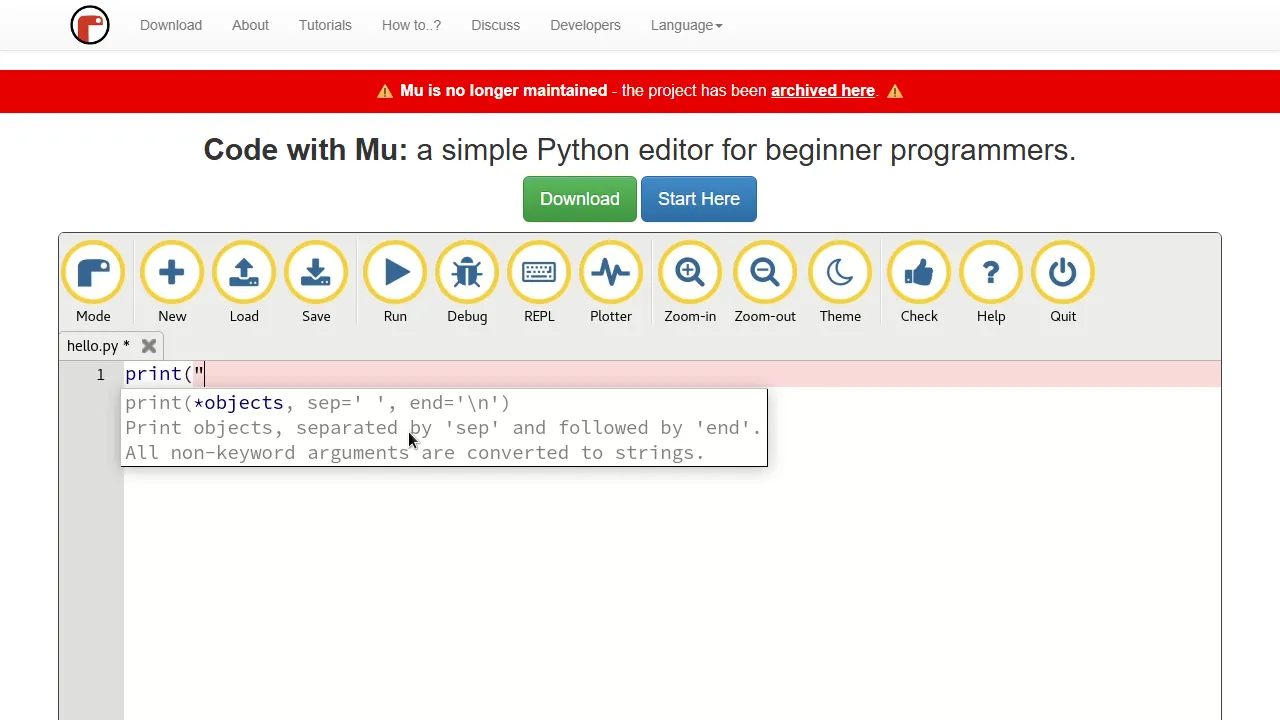 Download About Tutorials How to..? Discuss Developers Language
Mu is no longer maintained - the project has been archived here.
Code with Mu: a simple Python editor for beginner programmers.
Download Start Here
Mode New Load Save Run Debug REPL Plotter Zoom-in Zoom-out Theme Check Help Quit
hello.py *
1 print("
print(*objects, sep=' ', end='\n')
Print objects, separated by 'sep' and followed by 'end'.
All non-keyword arguments are converted to strings.